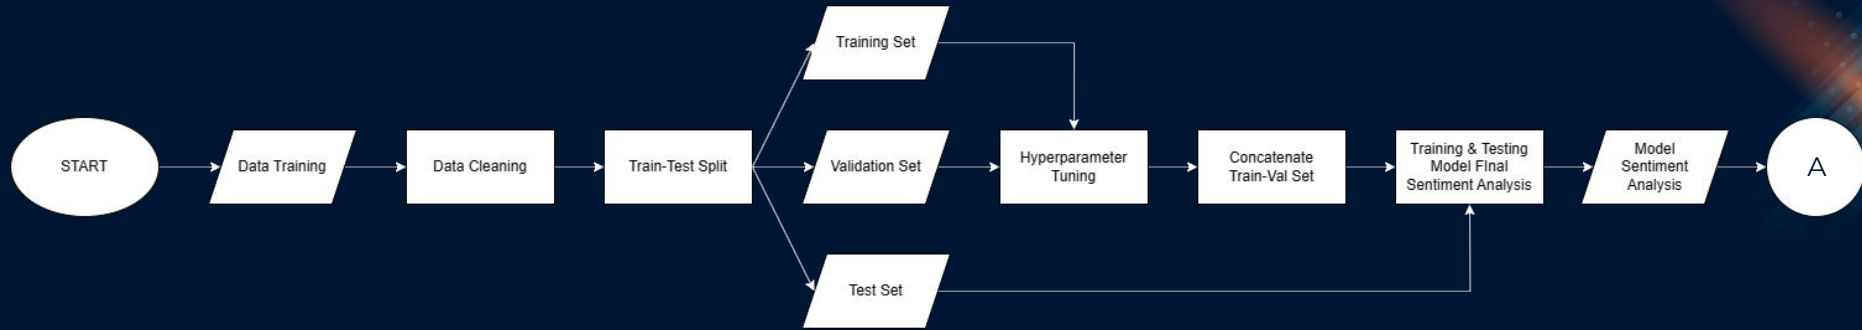 START
Data Training
Data Cleaning
Train-Test Split
Training Set
Validation Set
Test Set
Hyperparameter
Tuning
Concatenate
Train-Val Set
Training & Testing
Model FInal
Sentiment Analysis
Model
Sentiment
Analysis
A